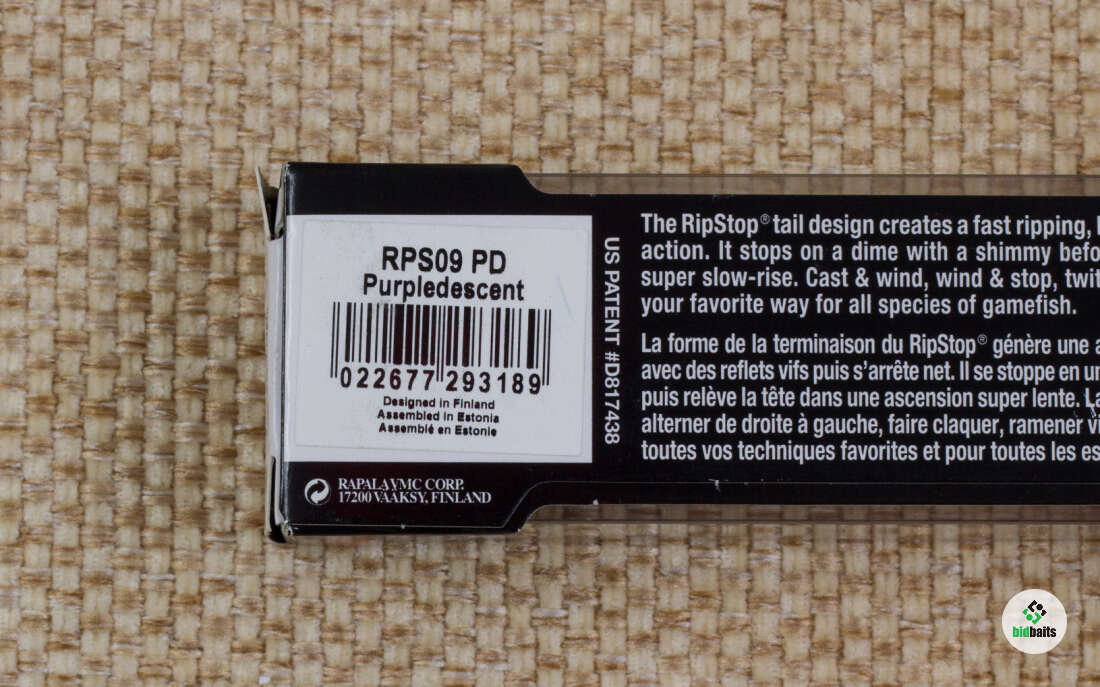 RPS09 PD
Purpledescent
022677 293189
Designed in Finland
Assembled in Estonia
Assemblé en Estonie
RAPALA VMC CORP.
17200 VÄÄKSY, FINLAND
US PATENT #D817438
The RipStop® tail design creates a fast ripping,
action. It stops on a dime with a shimmy
super slow-rise. Cast & wind, wind & stop,
your favorite way for all species of gamefish.
La forme de la terminaison du RipStop® génère une
avec des reflets vifs puis s'arrête net. Il se stoppe en
puis relève la tête dans une ascension super lente.
alterner de droite à gauche, faire claquer, ramener
toutes vos techniques favorites et pour toutes les
bidbaits